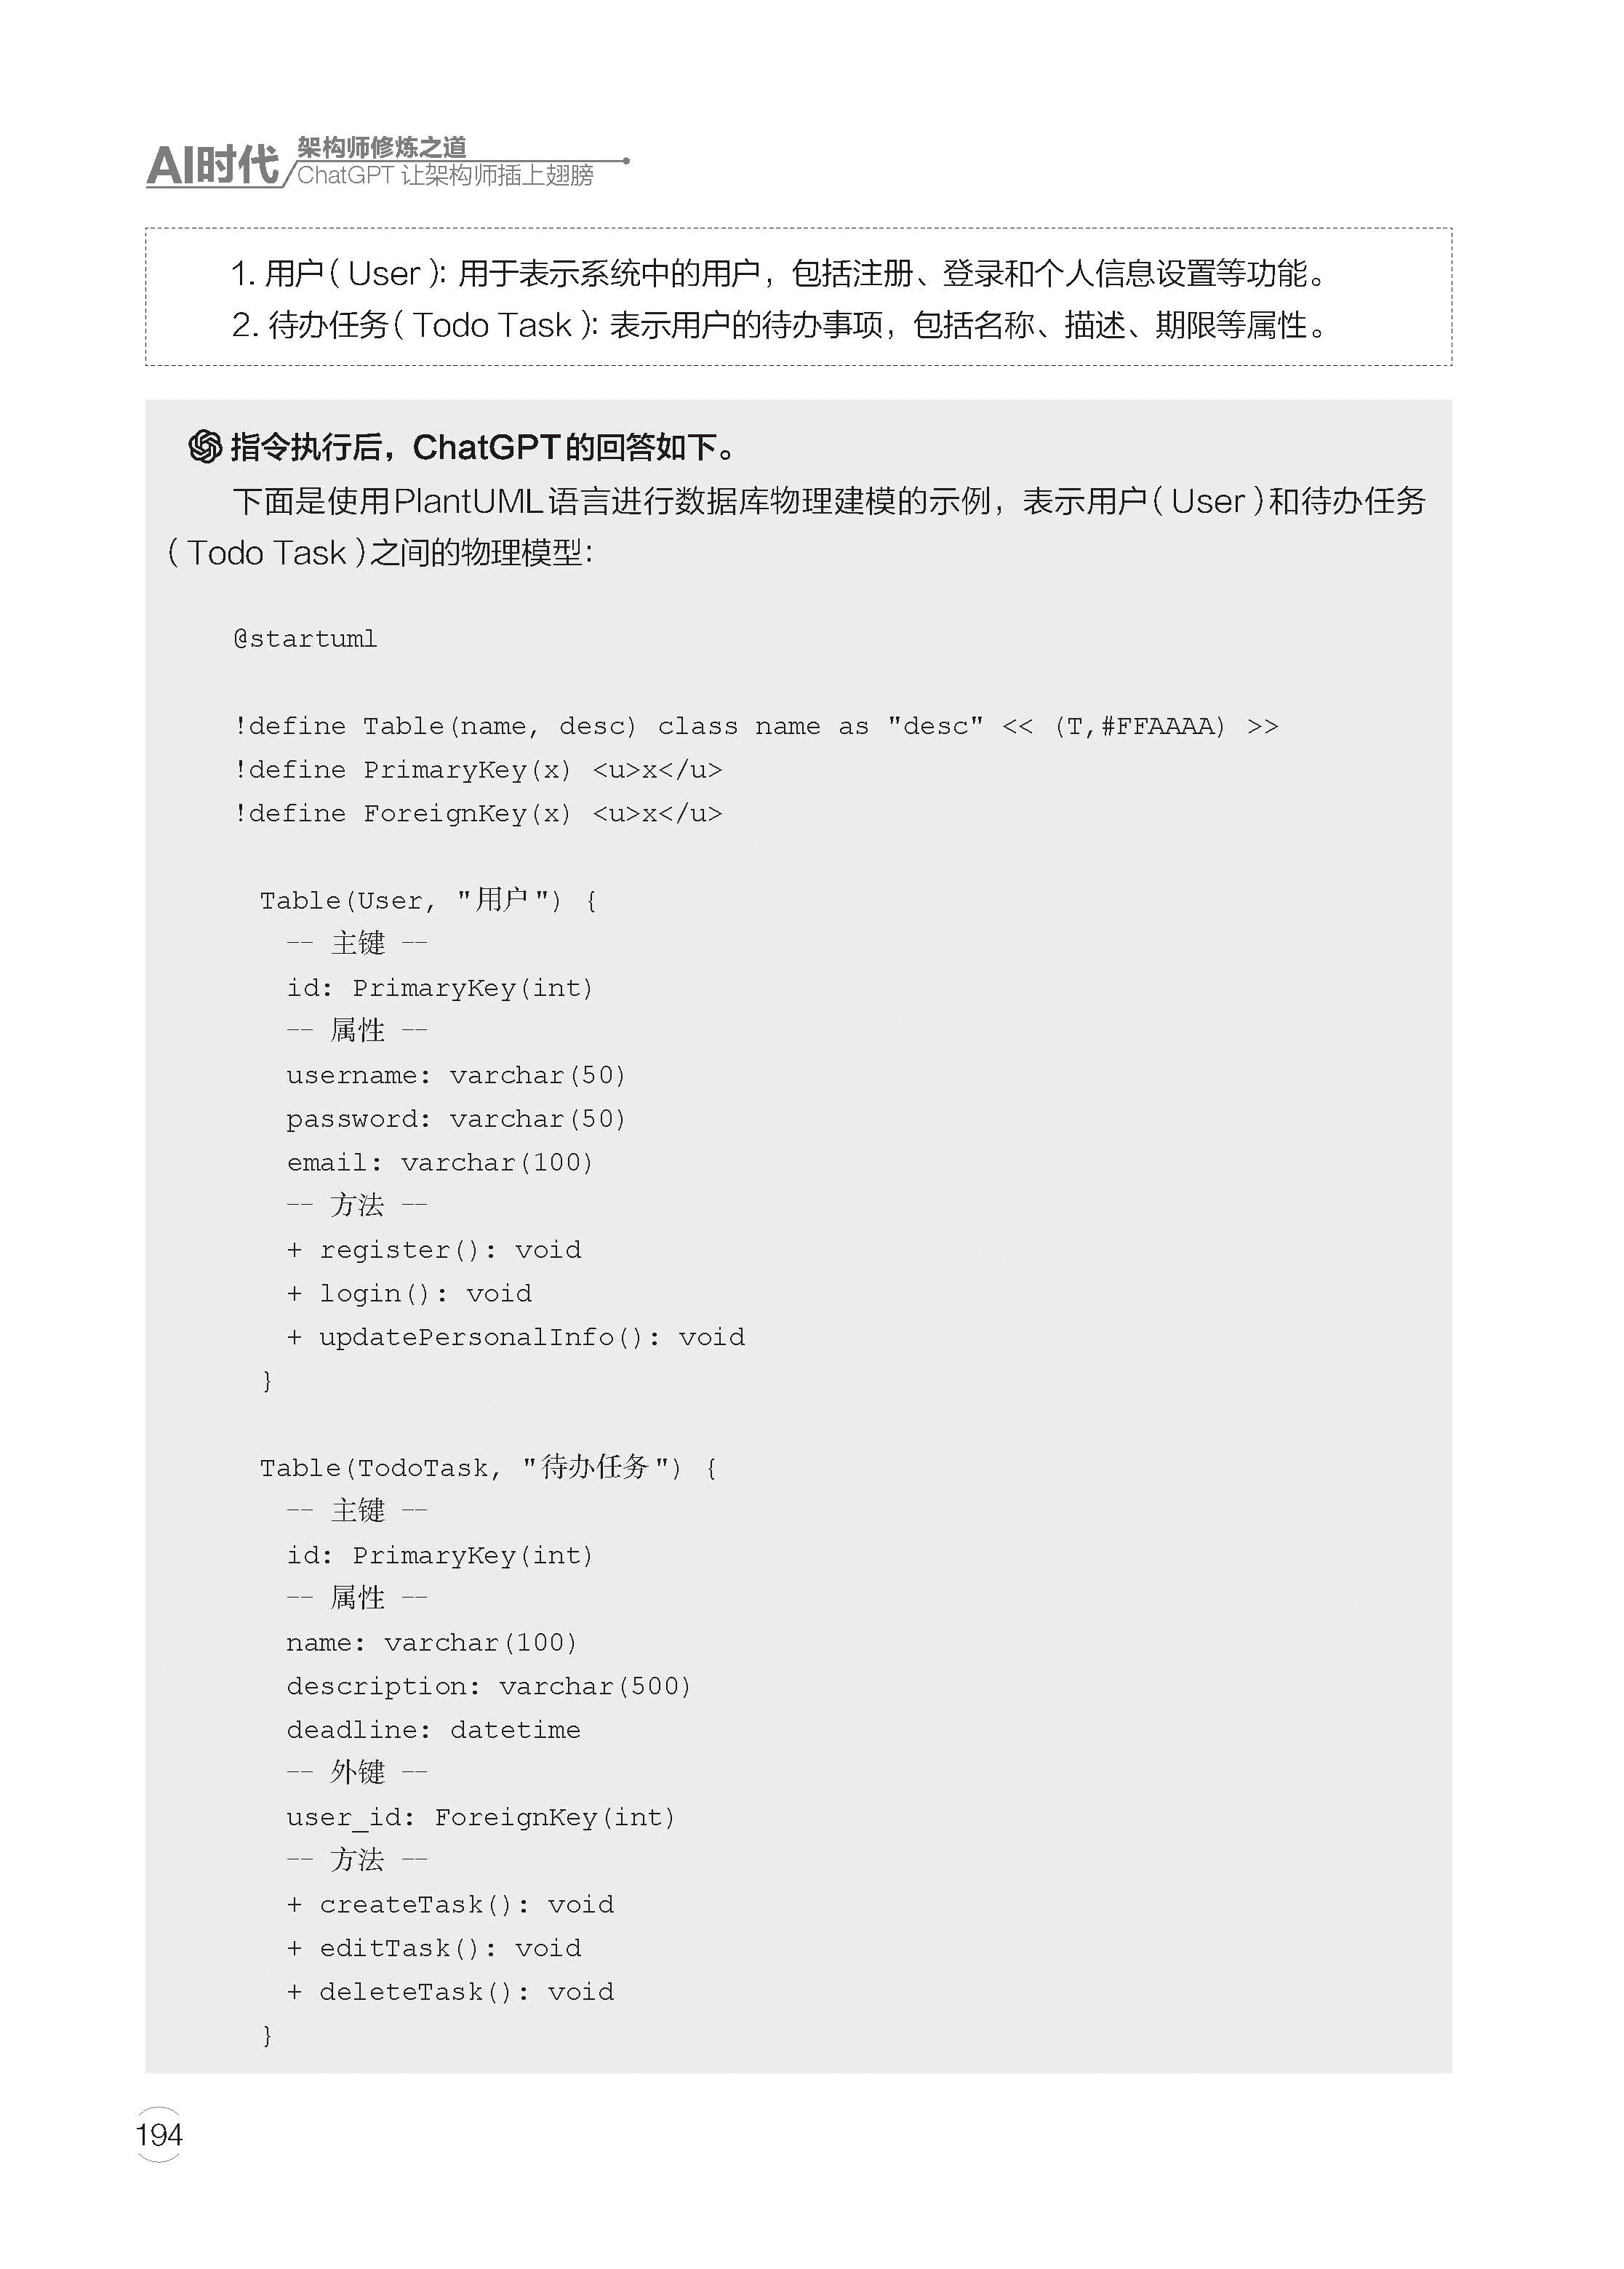 AI时代
架构师修炼之道
ChatGPT 让架构师插上翅膀
1. 用户（User）：用于表示系统中的用户，包括注册、登录和个人信息设置等功能。
2. 待办任务（Todo Task）：表示用户的待办事项，包括名称、描述、期限等属性。
指令执行后，ChatGPT的回答如下。
下面是使用PlantUML语言进行数据库物理建模的示例，表示用户（User）和待办任务
（Todo Task）之间的物理模型：
@startuml
!define Table(name, desc) class name as "desc" << (T,#FFAAAA) >>
!define PrimaryKey(x) <u>x</u>
!define ForeignKey(x) <u>x</u>
Table(User, "用户") {
-- 主键 --
id: PrimaryKey(int)
-- 属性 --
username: varchar(50)
password: varchar(50)
email: varchar(100)
-- 方法 --
+ register(): void
+ login(): void
+ updatePersonalInfo(): void
}
Table(TodoTask, "待办任务") {
-- 主键 --
id: PrimaryKey(int)
-- 属性 --
name: varchar(100)
description: varchar(500)
deadline: datetime
-- 外键 --
user_id: ForeignKey(int)
-- 方法 --
+ createTask(): void
+ editTask(): void
+ deleteTask(): void
}
194